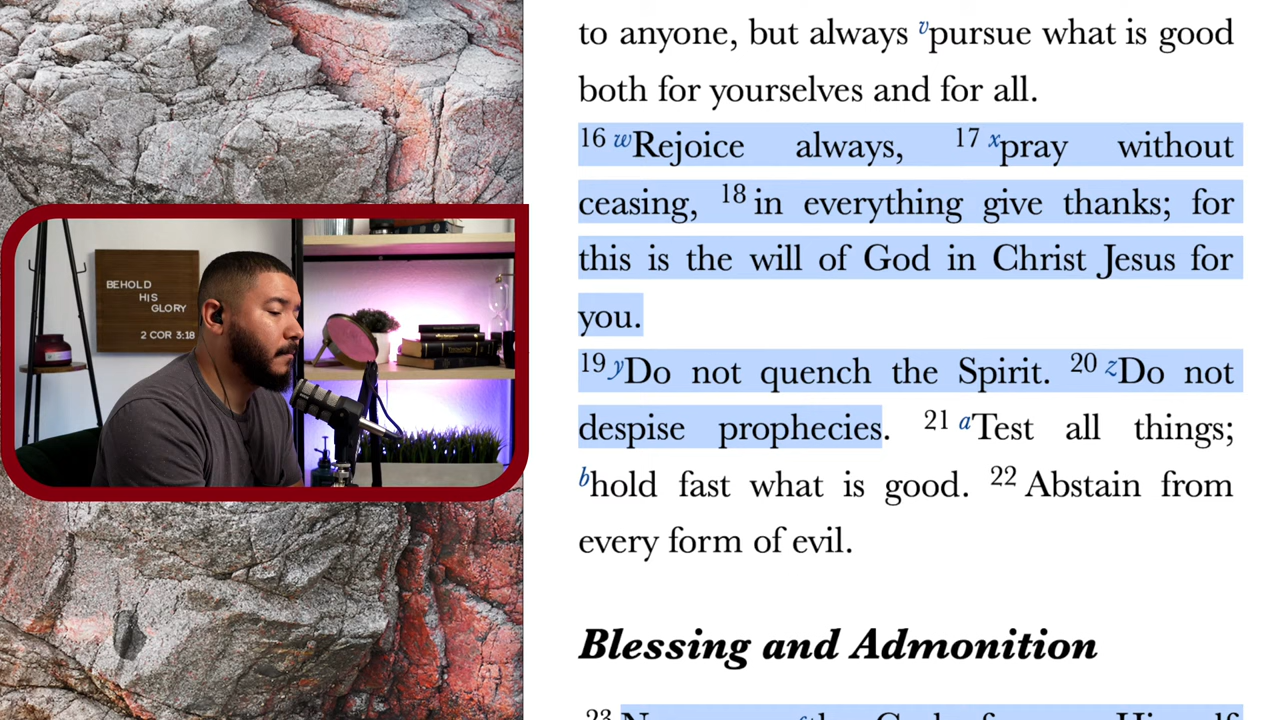 to anyone, but always vpursue what is good
both for yourselves and for all.
16 wRejoice always, 17 xpray without
ceasing, 18 in everything give thanks; for
this is the will of God in Christ Jesus for
you.
19 yDo not quench the Spirit. 20 zDo not
despise prophecies. 21 aTest all things;
bhold fast what is good. 22 Abstain from
every form of evil.
Blessing and Admonition
23
BEHOLD
HIS
GLORY
2 COR 3:18